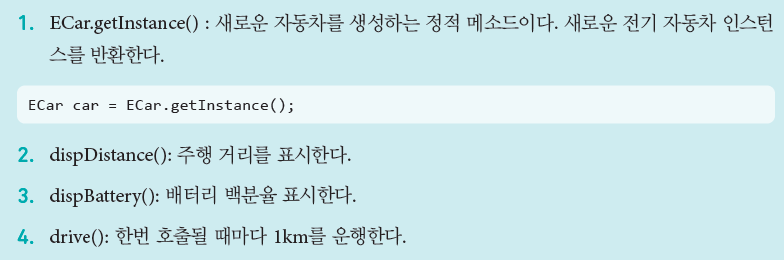 1. ECar.getInstance() : 새로운 자동차를 생성하는 정적 메소드이다. 새로운 전기 자동차 인스턴
스를 반환한다.
ECar car = ECar.getInstance();
2. dispDistance(): 주행 거리를 표시한다.
3. dispBattery(): 배터리 백분율 표시한다.
4. drive(): 한번 호출될 때마다 1km를 운행한다.